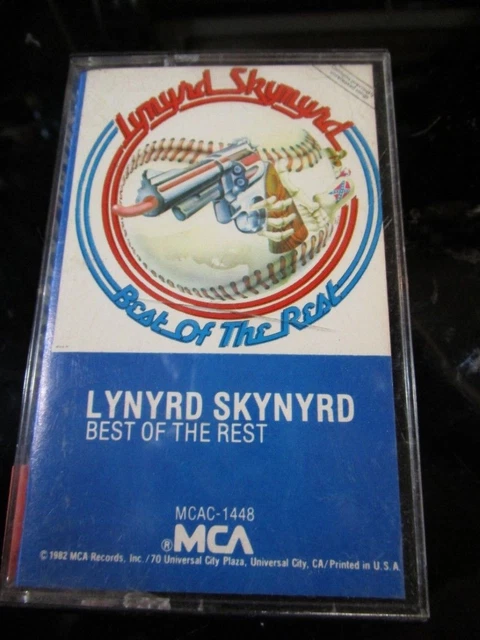 Lynyrd Skynyrd
Best Of The Rest
LYNYRD SKYNYRD
BEST OF THE REST
MCAC-1448
®MCA
© 1982 MCA Records, Inc. / 70 Universal City Plaza, Universal City, CA/Printed in U.S.A.